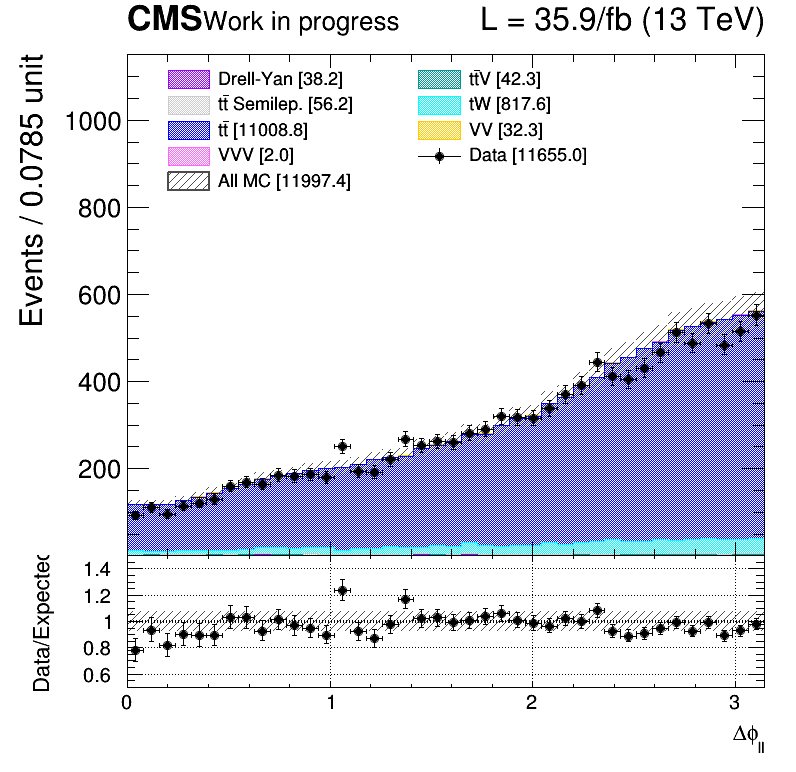 CMS Work in progress L = 35.9/fb (13 TeV)
Events / 0.0785 unit
1000
800
600
400
200
Drell-Yan [38.2]
tt̄ Semilep. [56.2]
tt̄ [11008.8]
VVV [2.0]
All MC [11997.4]
tt̄V [42.3]
tW [817.6]
VV [32.3]
Data [11655.0]
Data/Expected
1.4
1.2
1
0.8
0.6
0 1 2 3
Δϕll